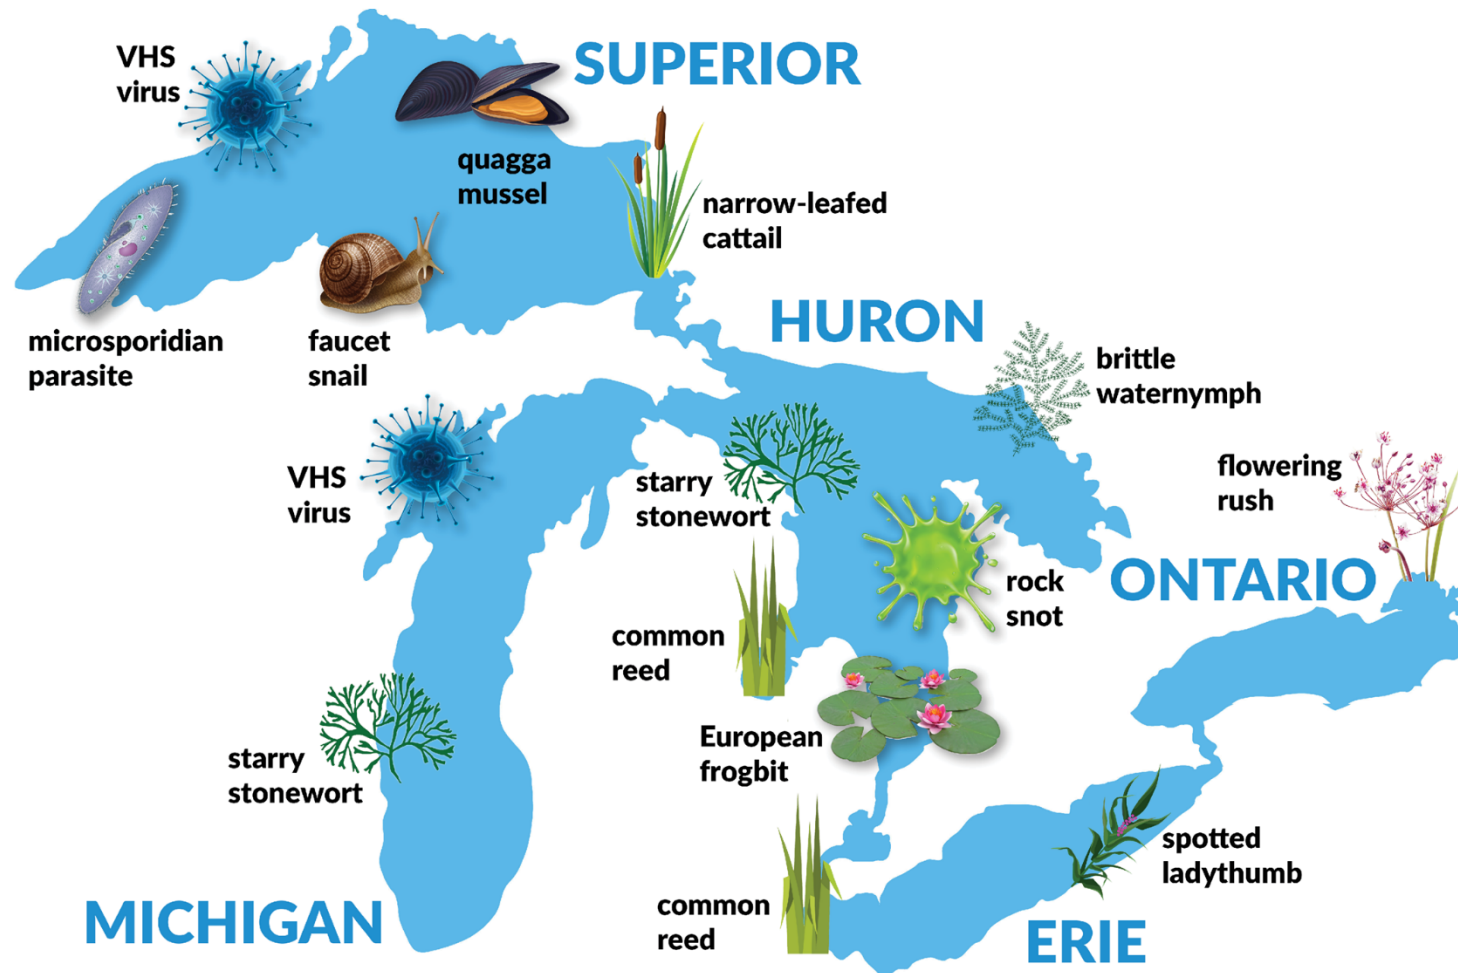 VHS
virus
SUPERIOR
quagga
mussel
narrow-leafed
cattail
microsporidian
parasite
faucet
snail
HURON
brittle
waternymph
VHS
virus
starry
stonewort
flowering
rush
rock
snot
ONTARIO
common
reed
European
frogbit
starry
stonewort
spotted
ladythumb
common
reed
MICHIGAN
ERIE